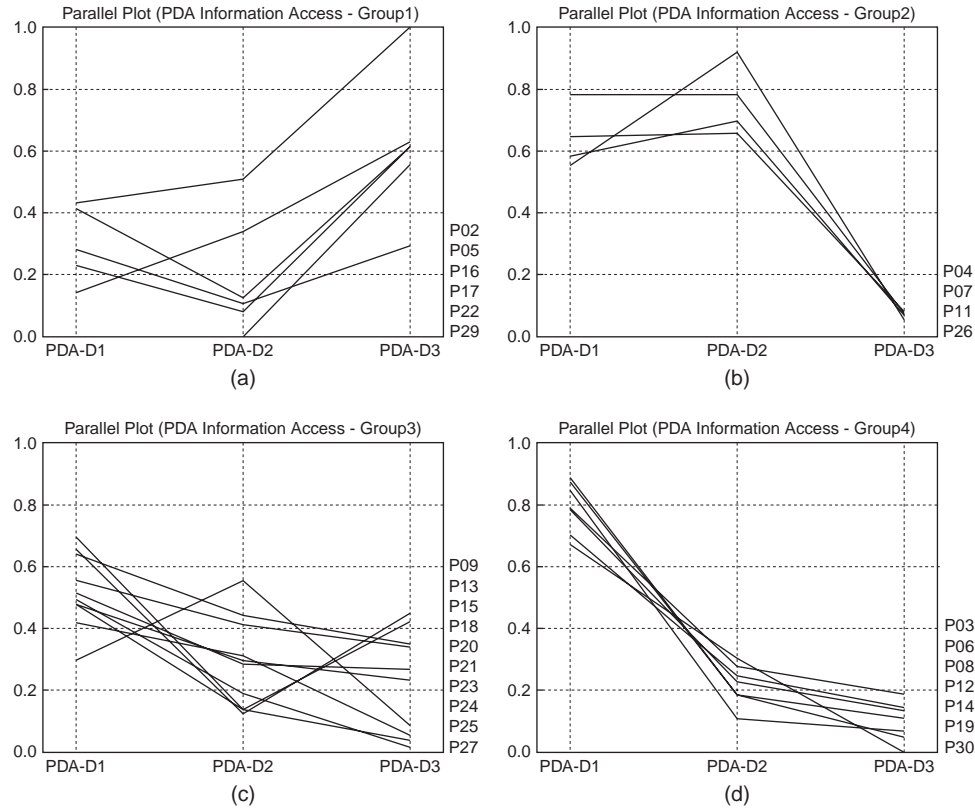 Parallel Plot (PDA Information Access - Group1)
1.0
0.8
0.6
0.4
0.2
0.0
P02
P05
P16
P17
P22
P29
PDA-D1 PDA-D2 PDA-D3
(a)
Parallel Plot (PDA Information Access - Group2)
1.0
0.8
0.6
0.4
0.2
0.0
P04
P07
P11
P26
PDA-D1 PDA-D2 PDA-D3
(b)
Parallel Plot (PDA Information Access - Group3)
1.0
0.8
0.6
0.4
0.2
0.0
P09
P13
P15
P18
P20
P21
P23
P24
P25
P27
PDA-D1 PDA-D2 PDA-D3
(c)
Parallel Plot (PDA Information Access - Group4)
1.0
0.8
0.6
0.4
0.2
0.0
P03
P06
P08
P12
P14
P19
P30
PDA-D1 PDA-D2 PDA-D3
(d)